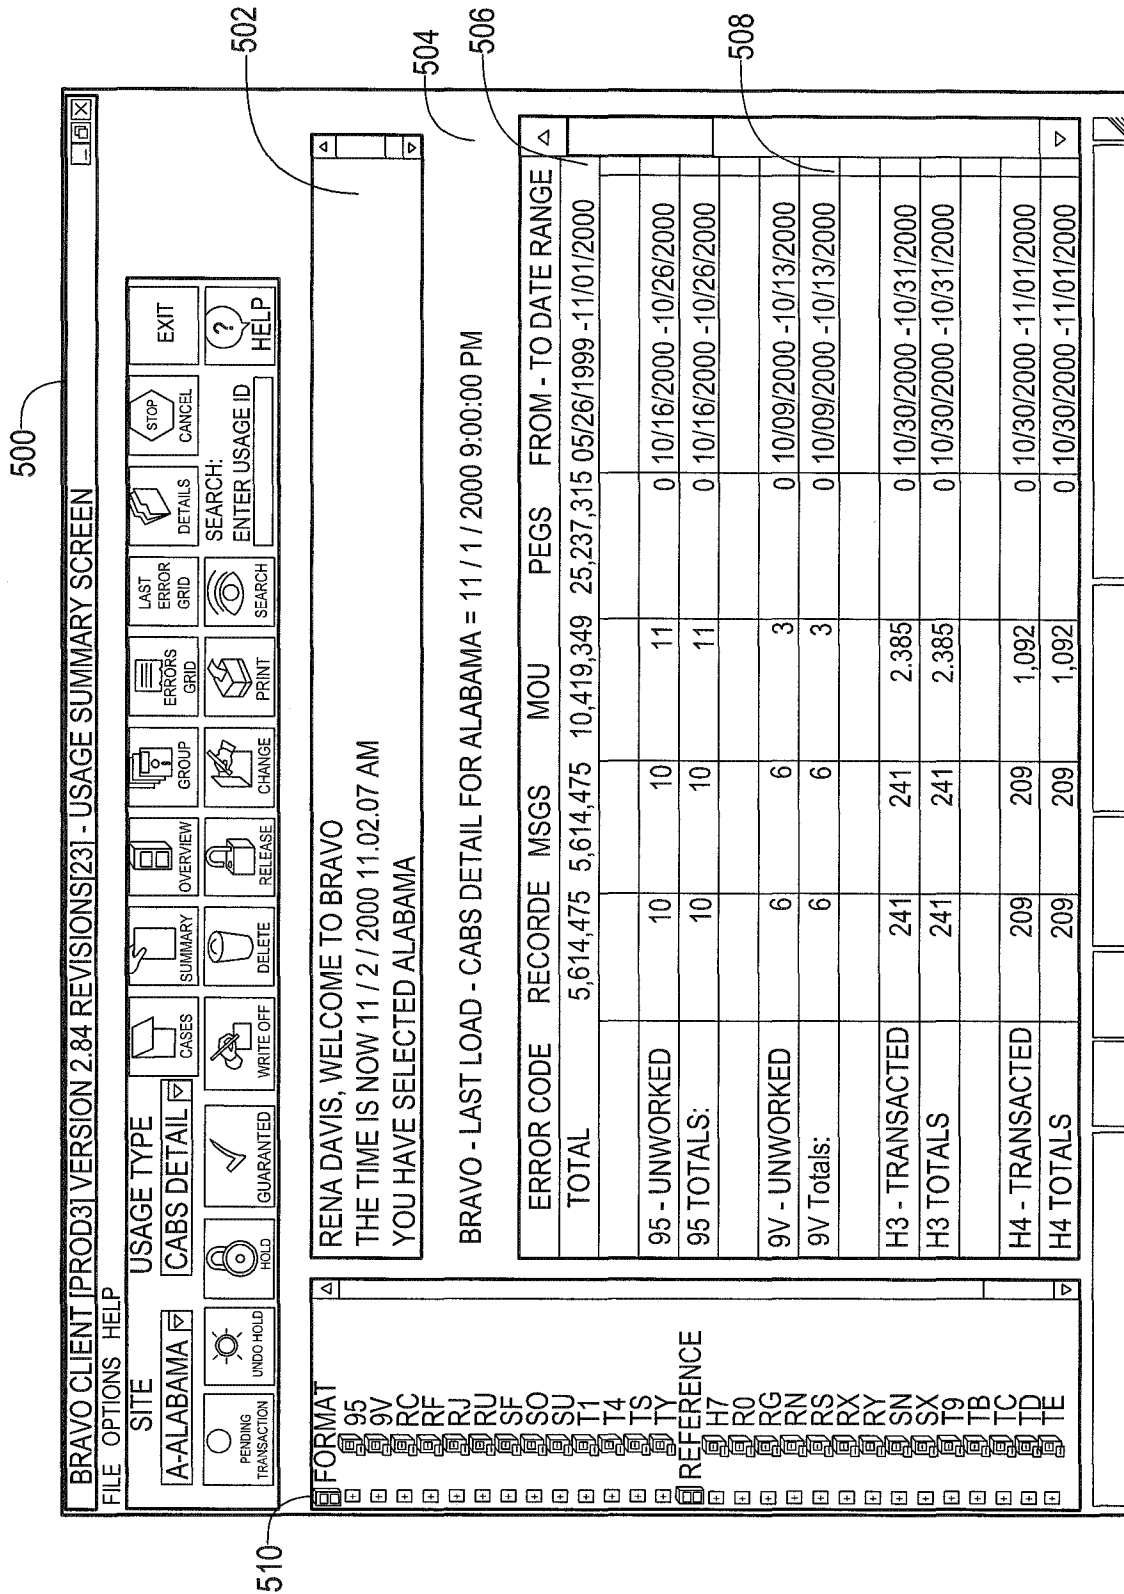 500
BRAVO CLIENT [PROD3] VERSION 2.84 REVISIONS[23] - USAGE SUMMARY SCREEN
FILE OPTIONS HELP
SITE
USAGE TYPE
A-ALABAMA
CABS DETAIL
CASES
SUMMARY
OVERVIEW
GROUP
ERRORS GRID
LAST ERROR GRID
DETAILS
STOP
CANCEL
EXIT
PENDING TRANSACTION
UNDO HOLD
HOLD
GUARANTED
WRITE OFF
DELETE
RELEASE
CHANGE
PRINT
SEARCH
SEARCH:
ENTER USAGE ID
?
HELP
502
RENA DAVIS, WELCOME TO BRAVO
THE TIME IS NOW 11 / 2 / 2000 11.02.07 AM
YOU HAVE SELECTED ALABAMA
504
BRAVO - LAST LOAD - CABS DETAIL FOR ALABAMA = 11 / 1 / 2000 9:00:00 PM
506
508
ERROR CODE RECORDE MSGS MOU PEGS FROM - TO DATE RANGE
TOTAL 5,614,475 5,614,475 10,419,349 25,237,315 05/26/1999 -11/01/2000
95 - UNWORKED 10 10 11 0 10/16/2000 -10/26/2000
95 TOTALS: 10 10 11 0 10/16/2000 -10/26/2000
9V - UNWORKED 6 6 3 0 10/09/2000 -10/13/2000
9V Totals: 6 6 3 0 10/09/2000 -10/13/2000
H3 - TRANSACTED 241 241 2.385 0 10/30/2000 -10/31/2000
H3 TOTALS 241 241 2.385 0 10/30/2000 -10/31/2000
H4 - TRANSACTED 209 209 1,092 0 10/30/2000 -11/01/2000
H4 TOTALS 209 209 1,092 0 10/30/2000 -11/01/2000
510
FORMAT
95
9V
RC
RF
RJ
RU
SF
SO
SU
T1
T4
TS
TY
REFERENCE
H7
R0
RG
RN
RS
RX
RY
SN
SX
T9
TB
TC
TD
TE